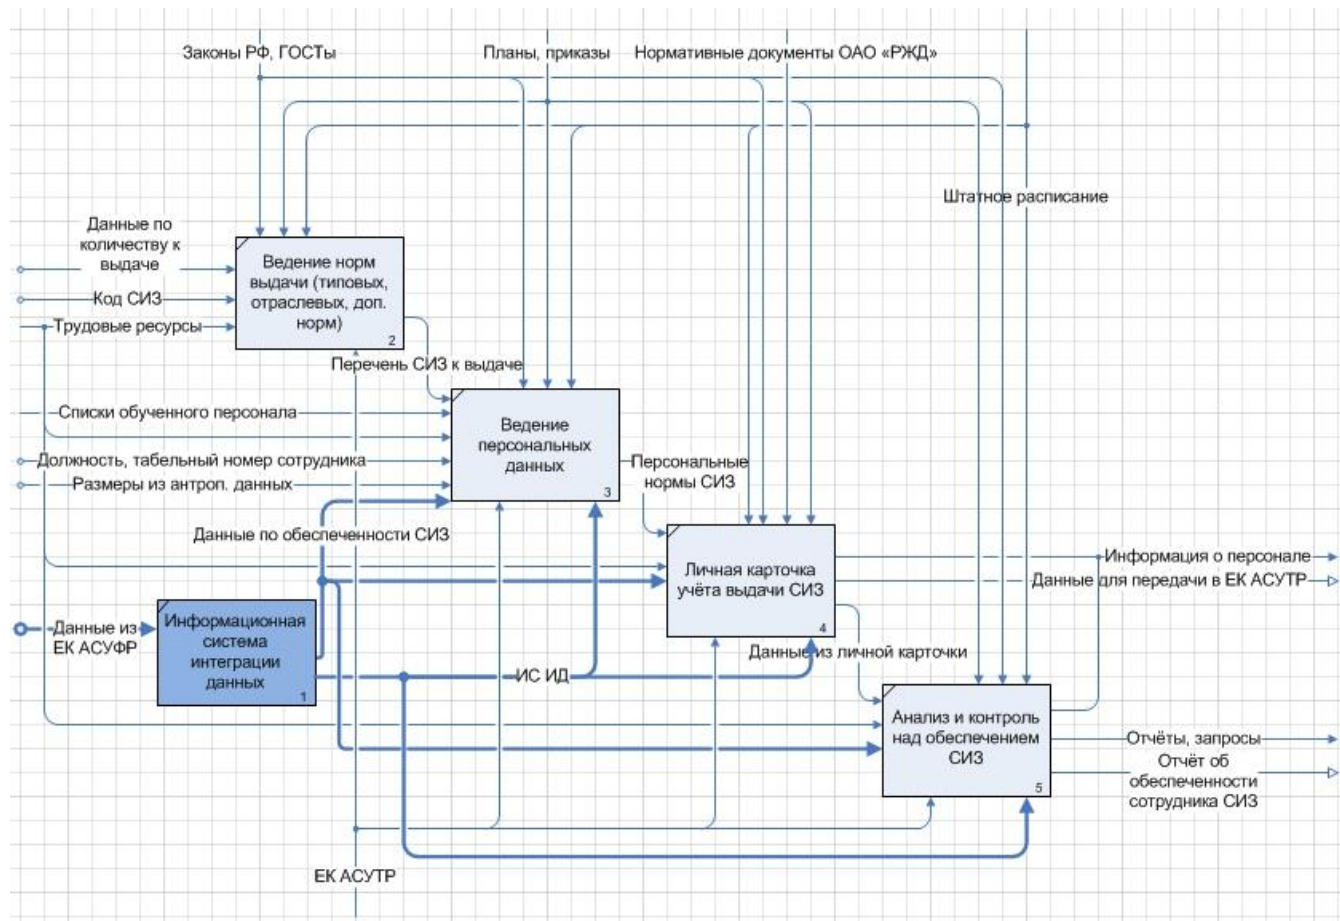 Законы РФ, ГОСТы
Планы, приказы
Нормативные документы ОАО «РЖД»
Штатное расписание
Данные по
количеству к
выдаче
Код СИЗ
Трудовые ресурсы
Ведение норм
выдачи (типовых,
отраслевых, доп.
норм)
2
Перечень СИЗ к выдаче
Списки обученного персонала
Должность, табельный номер сотрудника
Размеры из антроп. данных
Ведение
персональных
данных
3
Персональные
нормы СИЗ
Данные по обеспеченности СИЗ
Личная карточка
учёта выдачи СИЗ
4
Информация о персонале
Данные для передачи в ЕК АСУТР
Данные из
ЕК АСУФР
Информационная
система
интеграции
данных
1
ИС ИД
Данные из личной карточки
Анализ и контроль
над обеспечением
СИЗ
5
Отчёты, запросы
Отчёт об
обеспеченности
сотрудника СИЗ
ЕК АСУТР